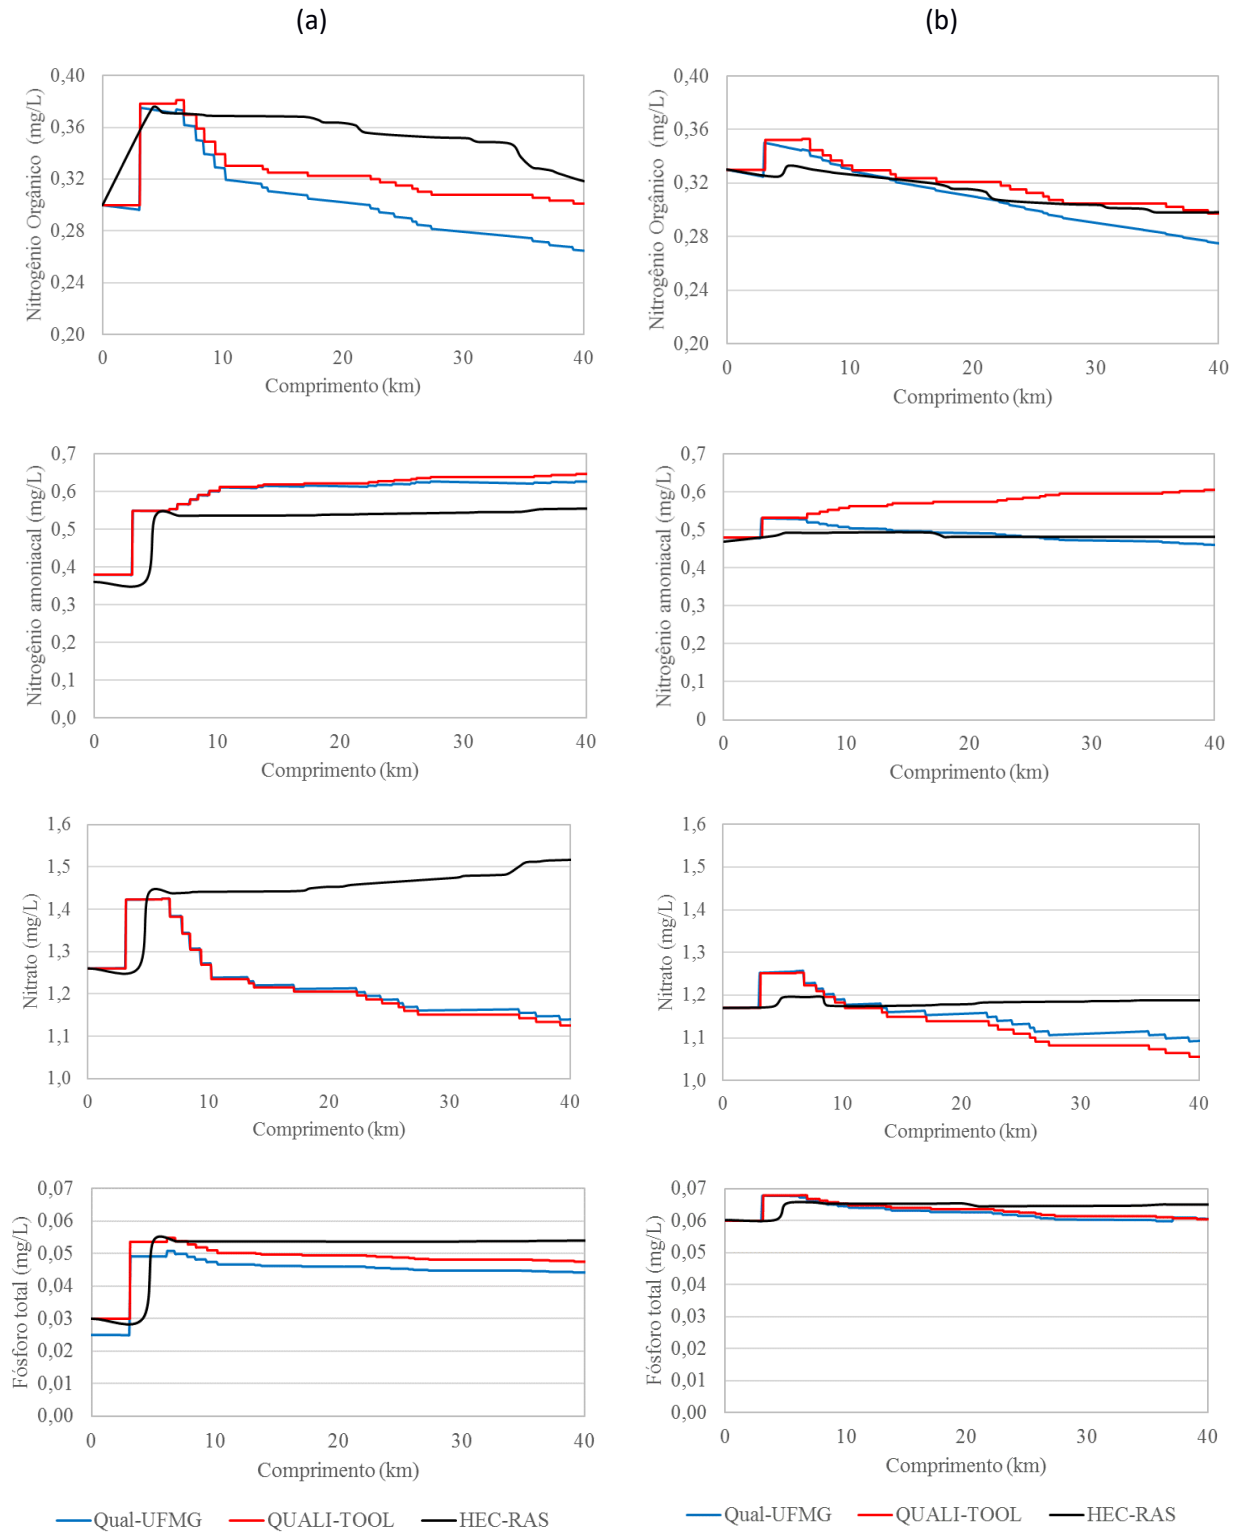 (a)
(b)
Nitrogênio Orgânico (mg/L)
0,40
0,36
0,32
0,28
0,24
0,20
0 10 20 30 40
Comprimento (km)
Nitrogênio Orgânico (mg/L)
0,40
0,36
0,32
0,28
0,24
0,20
0 10 20 30 40
Comprimento (km)
Nitrogênio amoniacal (mg/L)
0,7
0,6
0,5
0,4
0,3
0,2
0,1
0,0
0 10 20 30 40
Comprimento (km)
Nitrogênio amoniacal (mg/L)
0,7
0,6
0,5
0,4
0,3
0,2
0,1
0
0 10 20 30 40
Comprimento (km)
Nitrato (mg/L)
1,6
1,5
1,4
1,3
1,2
1,1
1,0
0 10 20 30 40
Comprimento (km)
Nitrato (mg/L)
1,6
1,5
1,4
1,3
1,2
1,1
1,0
0 10 20 30 40
Comprimento (km)
Fósforo total (mg/L)
0,07
0,06
0,05
0,04
0,03
0,02
0,01
0,00
0 10 20 30 40
Comprimento (km)
Fósforo total (mg/L)
0,07
0,06
0,05
0,04
0,03
0,02
0,01
0,00
0 10 20 30 40
Comprimento (km)
Qual-UFMG QUALI-TOOL HEC-RAS
Qual-UFMG QUALI-TOOL HEC-RAS